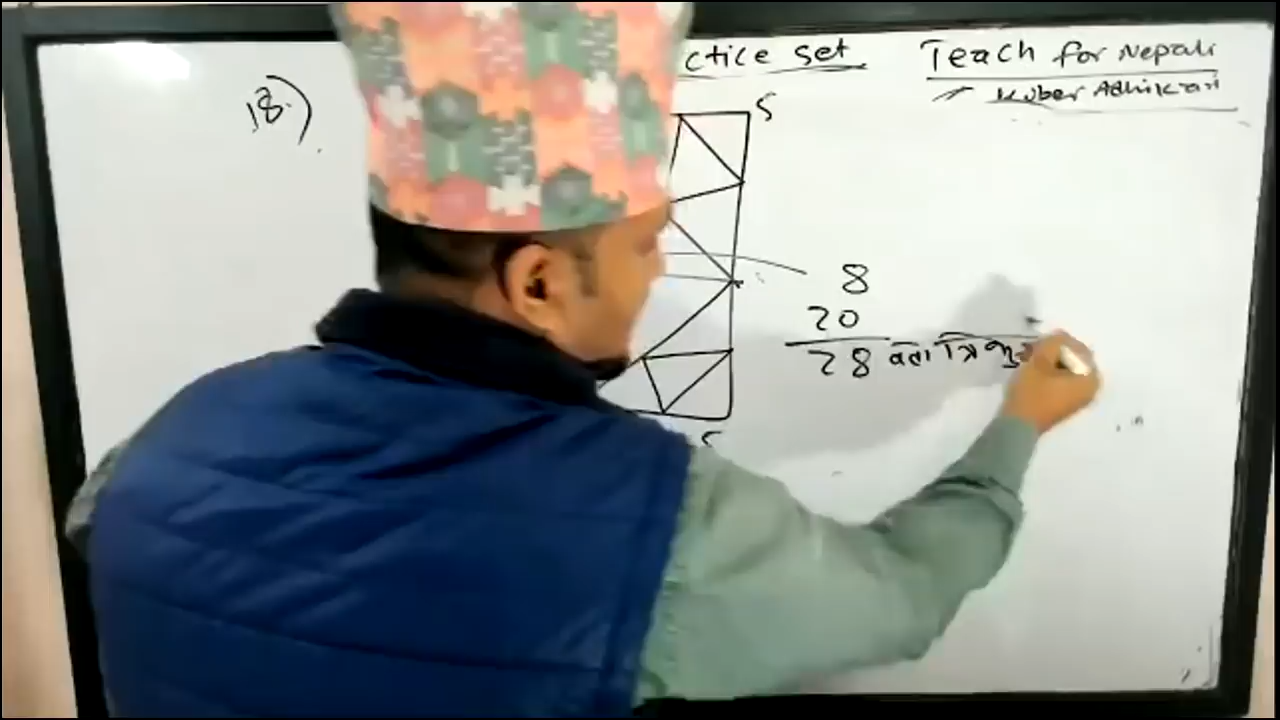 ctice set
Teach for Nepali
Kuber Adhikari
18.)
S
8
20
28 वटा त्रिभु
S